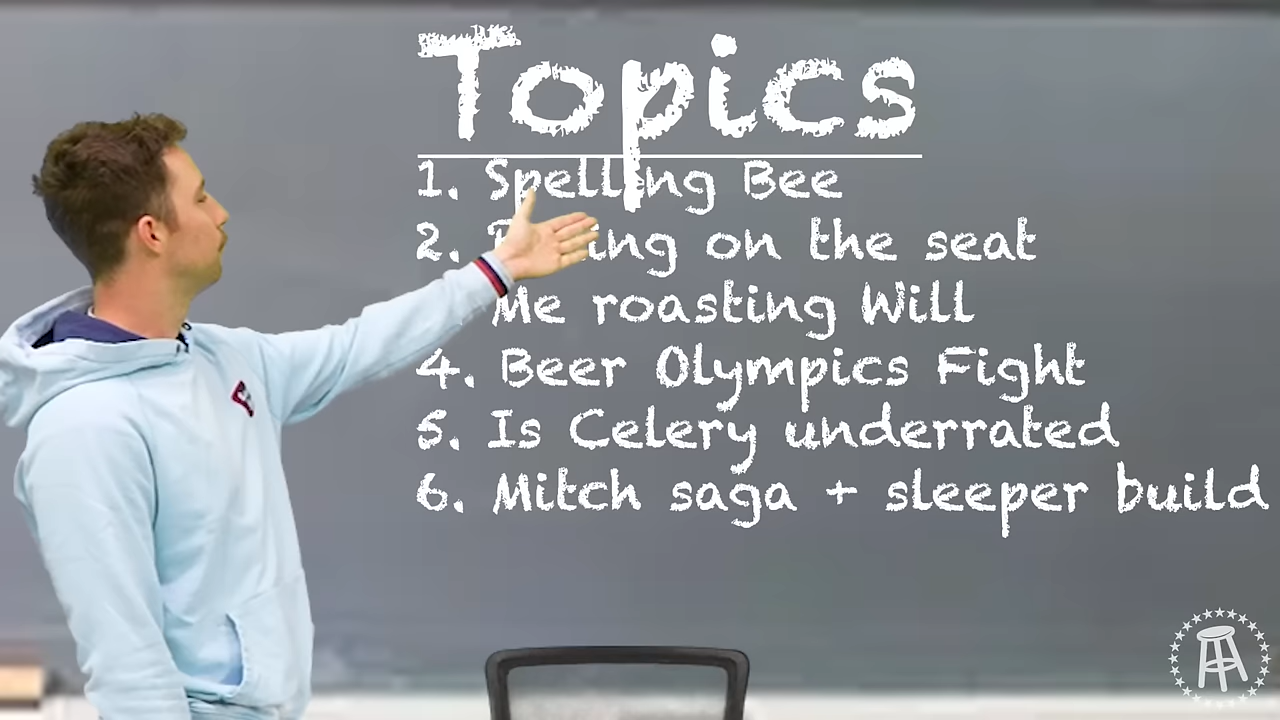 Topics
1. Spelling Bee
2. on the seat
Me roasting Will
4. Beer Olympics Fight
5. Is Celery underrated
6. Mitch saga + sleeper build